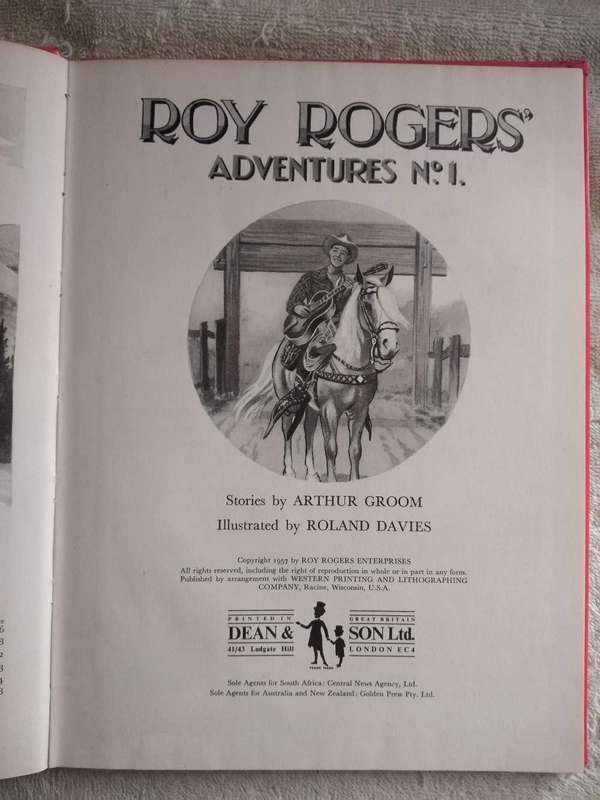 ROY ROGERS'
ADVENTURES Nº1.
Stories by ARTHUR GROOM
Illustrated by ROLAND DAVIES
Copyright 1957 by ROY ROGERS ENTERPRISES
All rights reserved, including the right of reproduction in whole or in part in any form.
Published by arrangement with WESTERN PRINTING AND LITHOGRAPHING
COMPANY, Racine, Wisconsin, U.S.A.
PRINTED IN GREAT BRITAIN
DEAN & SON Ltd.
41/43 Ludgate Hill LONDON EC4
TRADE MARK
Sole Agents for South Africa: Central News Agency, Ltd.
Sole Agents for Australia and New Zealand: Golden Press Pty. Ltd.